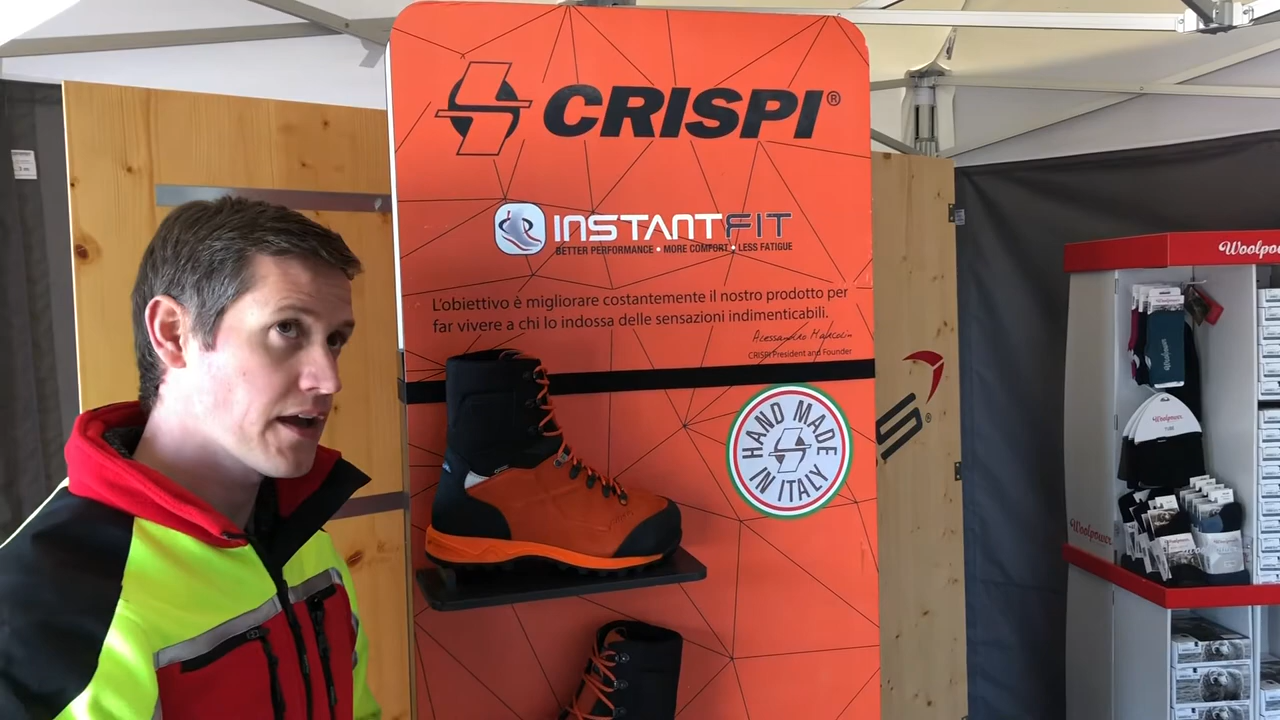 CRISPI®
INSTANTFIT
BETTER PERFORMANCE • MORE COMFORT • LESS FATIGUE
L'obiettivo è migliorare costantemente il nostro prodotto per
far vivere a chi lo indossa delle sensazioni indimenticabili.
CRISPI President and Founder
HAND MADE
IN ITALY
Woolpower
Woolpower